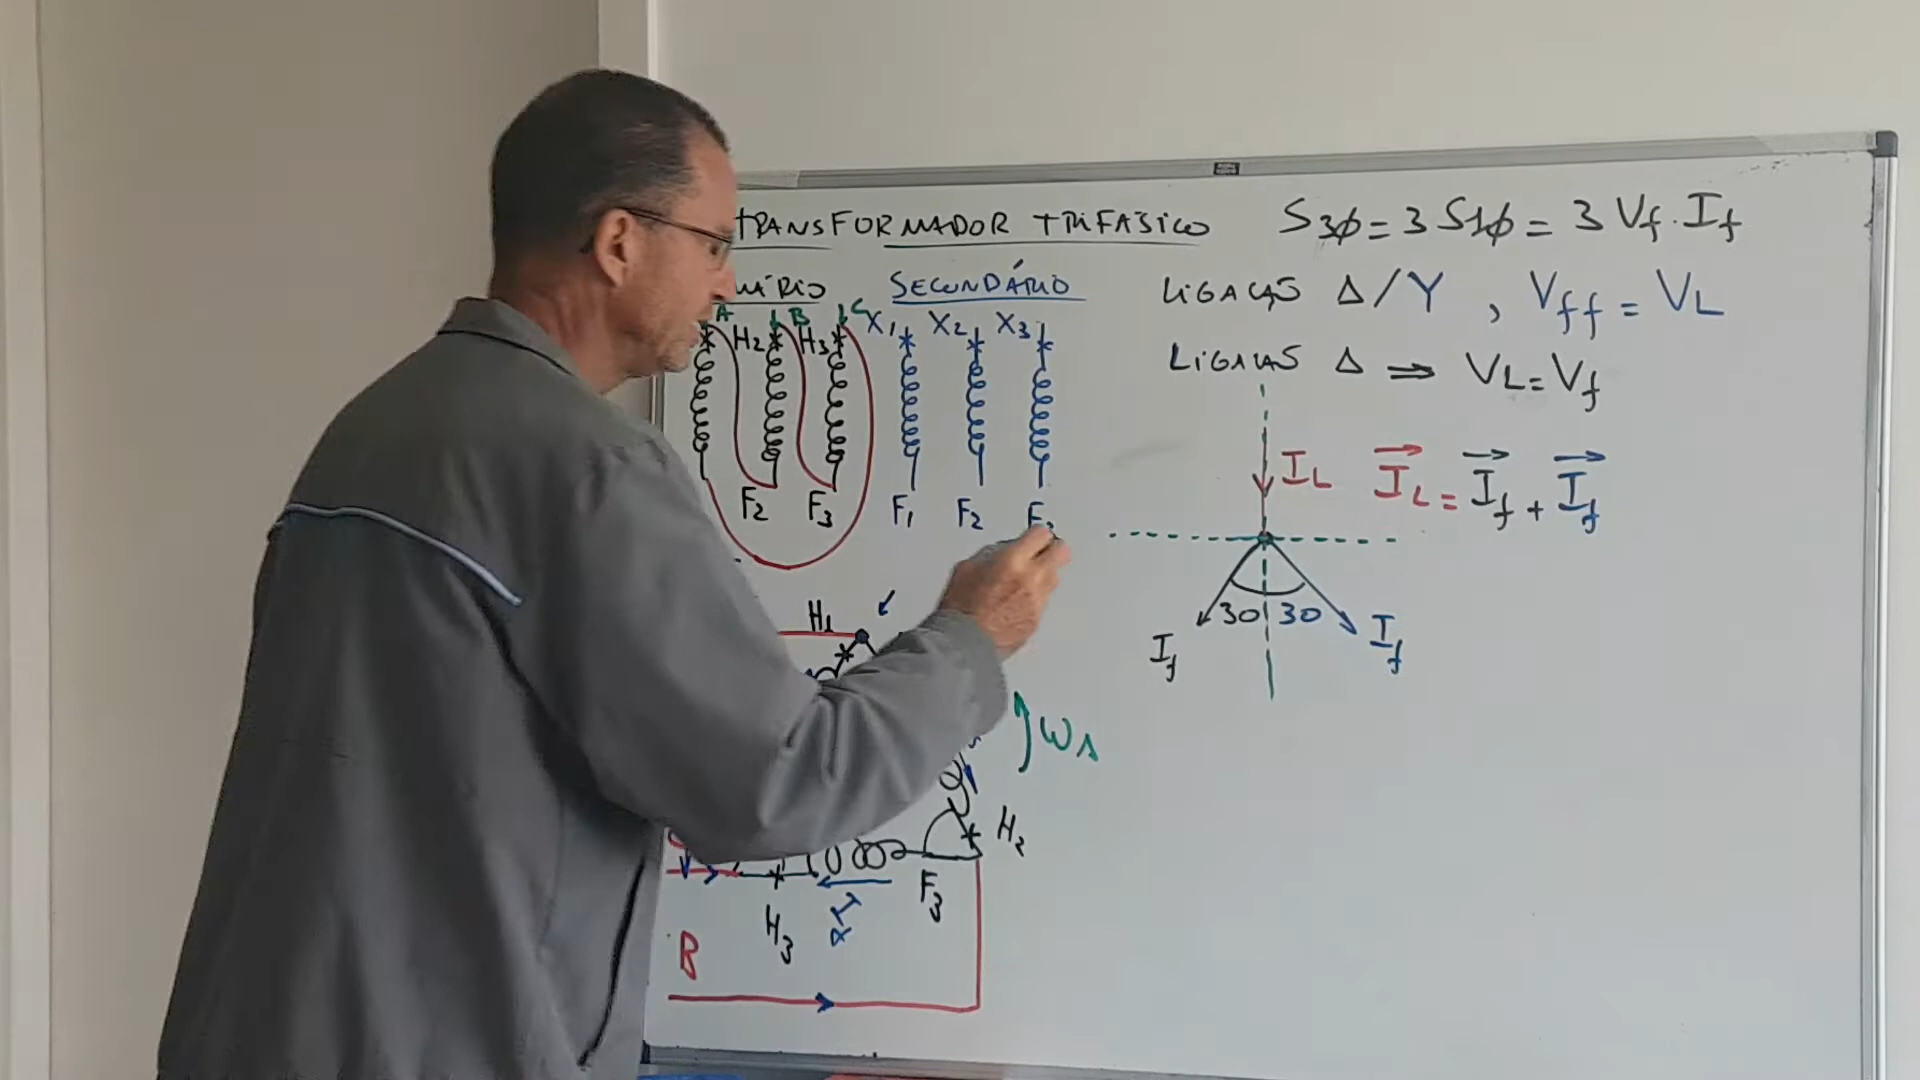 TRANSFORMADOR TRIFÁSICO
S3ϕ = 3 S1ϕ = 3 Vf . If
SECUNDÁRIO
LIGAÇÃO Δ/Y , Vff = VL
A B C
H2 H3 X1 X2 X3
LIGAÇÃO Δ ⇒ VL = Vf
IL IL = If + If
F2 F3 F1 F2
H1
30 30
If If
ωs
H2
F3
H3
B